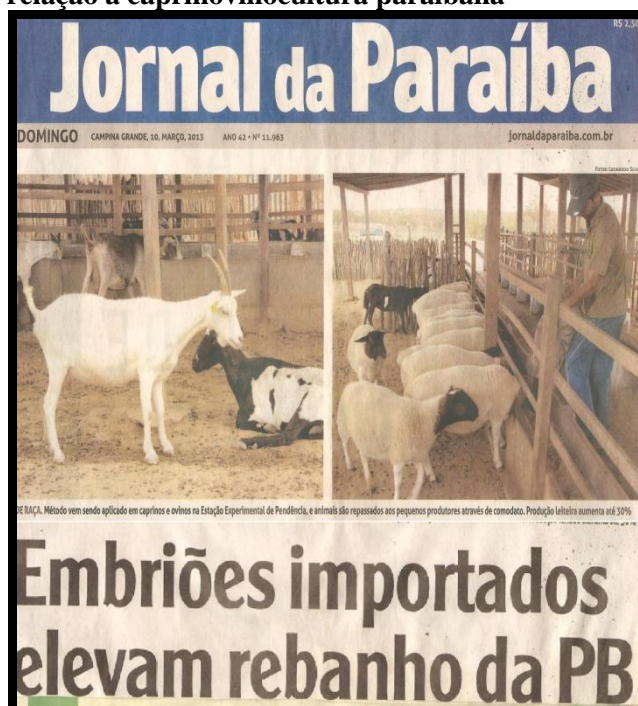 relação à caprinovinocultura paraibana
R$ 2,50
Jornal da Paraíba
DOMINGO CAMPINA GRANDE, 10, MARÇO, 2013 ANO 42 • Nº 11.963 jornaldaparaiba.com.br
DE RAÇA. Método vem sendo aplicado em caprinos e ovinos na Estação Experimental de Pendência, e animais são repassados aos pequenos produtores através de comodato. Produção leiteira aumenta até 30%
Embriões importados
elevam rebanho da PB